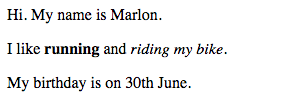 Hi. My name is Marlon.
I like running and riding my bike.
My birthday is on 30th June.